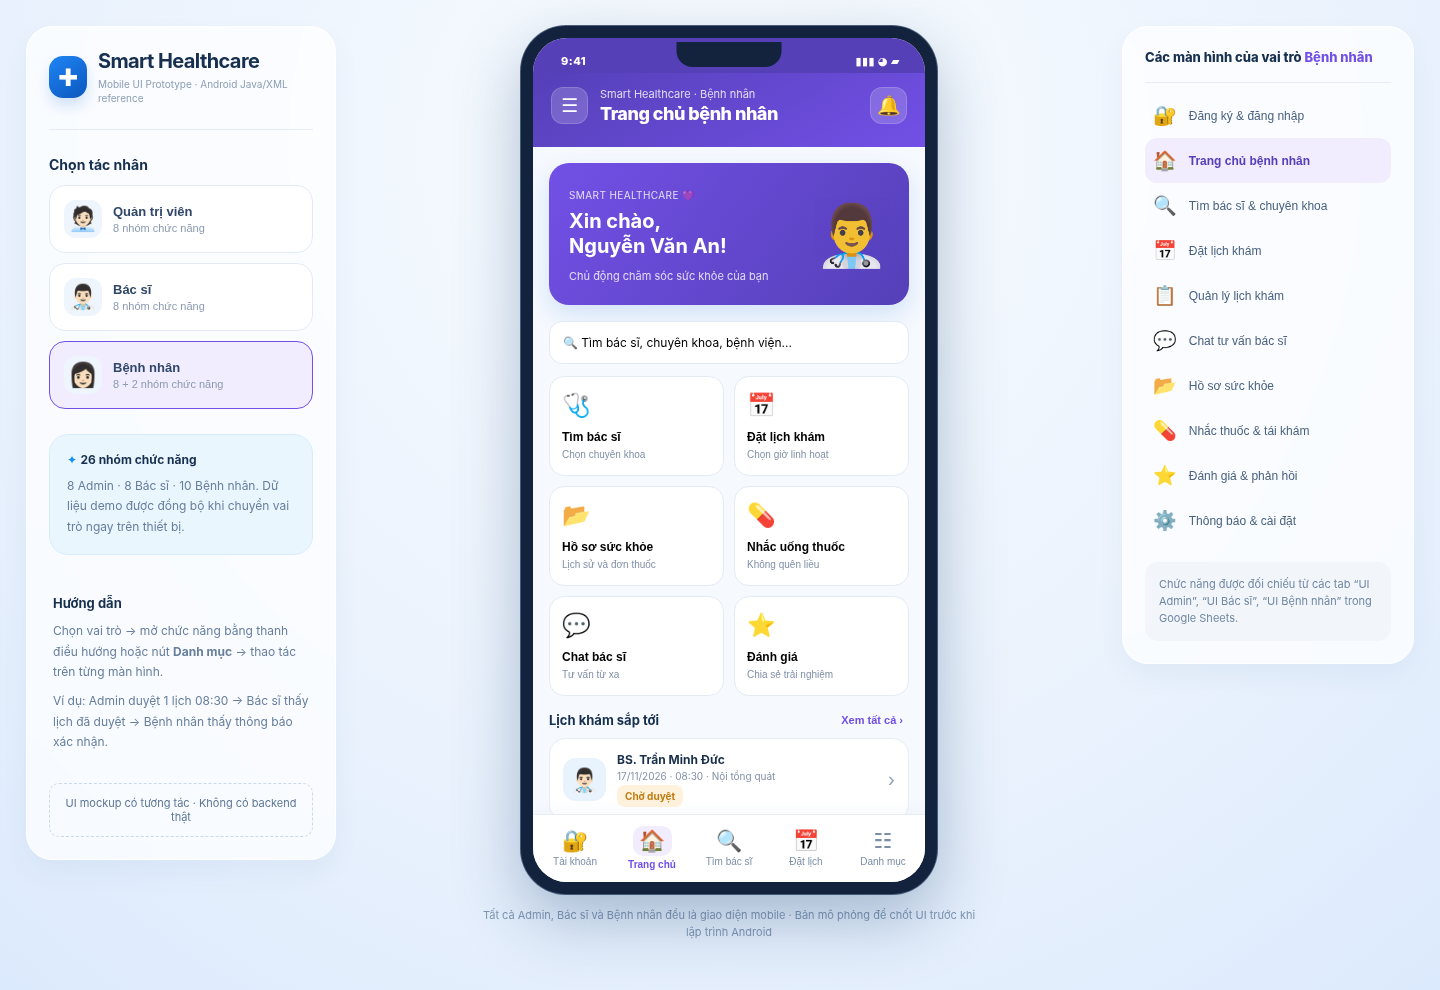 Smart Healthcare
Mobile UI Prototype · Android Java/XML
reference
Chọn tác nhân
Quản trị viên
8 nhóm chức năng
Bác sĩ
8 nhóm chức năng
Bệnh nhân
8 + 2 nhóm chức năng
✦ 26 nhóm chức năng
8 Admin · 8 Bác sĩ · 10 Bệnh nhân. Dữ
liệu demo được đồng bộ khi chuyển vai
trò ngay trên thiết bị.
Hướng dẫn
Chọn vai trò → mở chức năng bằng thanh
điều hướng hoặc nút Danh mục → thao tác
trên từng màn hình.
Ví dụ: Admin duyệt 1 lịch 08:30 → Bác sĩ thấy
lịch đã duyệt → Bệnh nhân thấy thông báo
xác nhận.
UI mockup có tương tác · Không có backend
thật
9:41
Smart Healthcare · Bệnh nhân
Trang chủ bệnh nhân
SMART HEALTHCARE 💜
Xin chào,
Nguyễn Văn An!
Chủ động chăm sóc sức khỏe của bạn
🔍 Tìm bác sĩ, chuyên khoa, bệnh viện...
Tìm bác sĩ
Chọn chuyên khoa
Đặt lịch khám
Chọn giờ linh hoạt
Hồ sơ sức khỏe
Lịch sử và đơn thuốc
Nhắc uống thuốc
Không quên liều
Chat bác sĩ
Tư vấn từ xa
Đánh giá
Chia sẻ trải nghiệm
Lịch khám sắp tới
Xem tất cả ›
BS. Trần Minh Đức
17/11/2026 · 08:30 · Nội tổng quát
Chờ duyệt
Tài khoản
Trang chủ
Tìm bác sĩ
Đặt lịch
Danh mục
Tất cả Admin, Bác sĩ và Bệnh nhân đều là giao diện mobile · Bản mô phỏng để chốt UI trước khi
lập trình Android
Các màn hình của vai trò Bệnh nhân
Đăng ký & đăng nhập
Trang chủ bệnh nhân
Tìm bác sĩ & chuyên khoa
Đặt lịch khám
Quản lý lịch khám
Chat tư vấn bác sĩ
Hồ sơ sức khỏe
Nhắc thuốc & tái khám
Đánh giá & phản hồi
Thông báo & cài đặt
Chức năng được đối chiếu từ các tab “UI
Admin”, “UI Bác sĩ”, “UI Bệnh nhân” trong
Google Sheets.